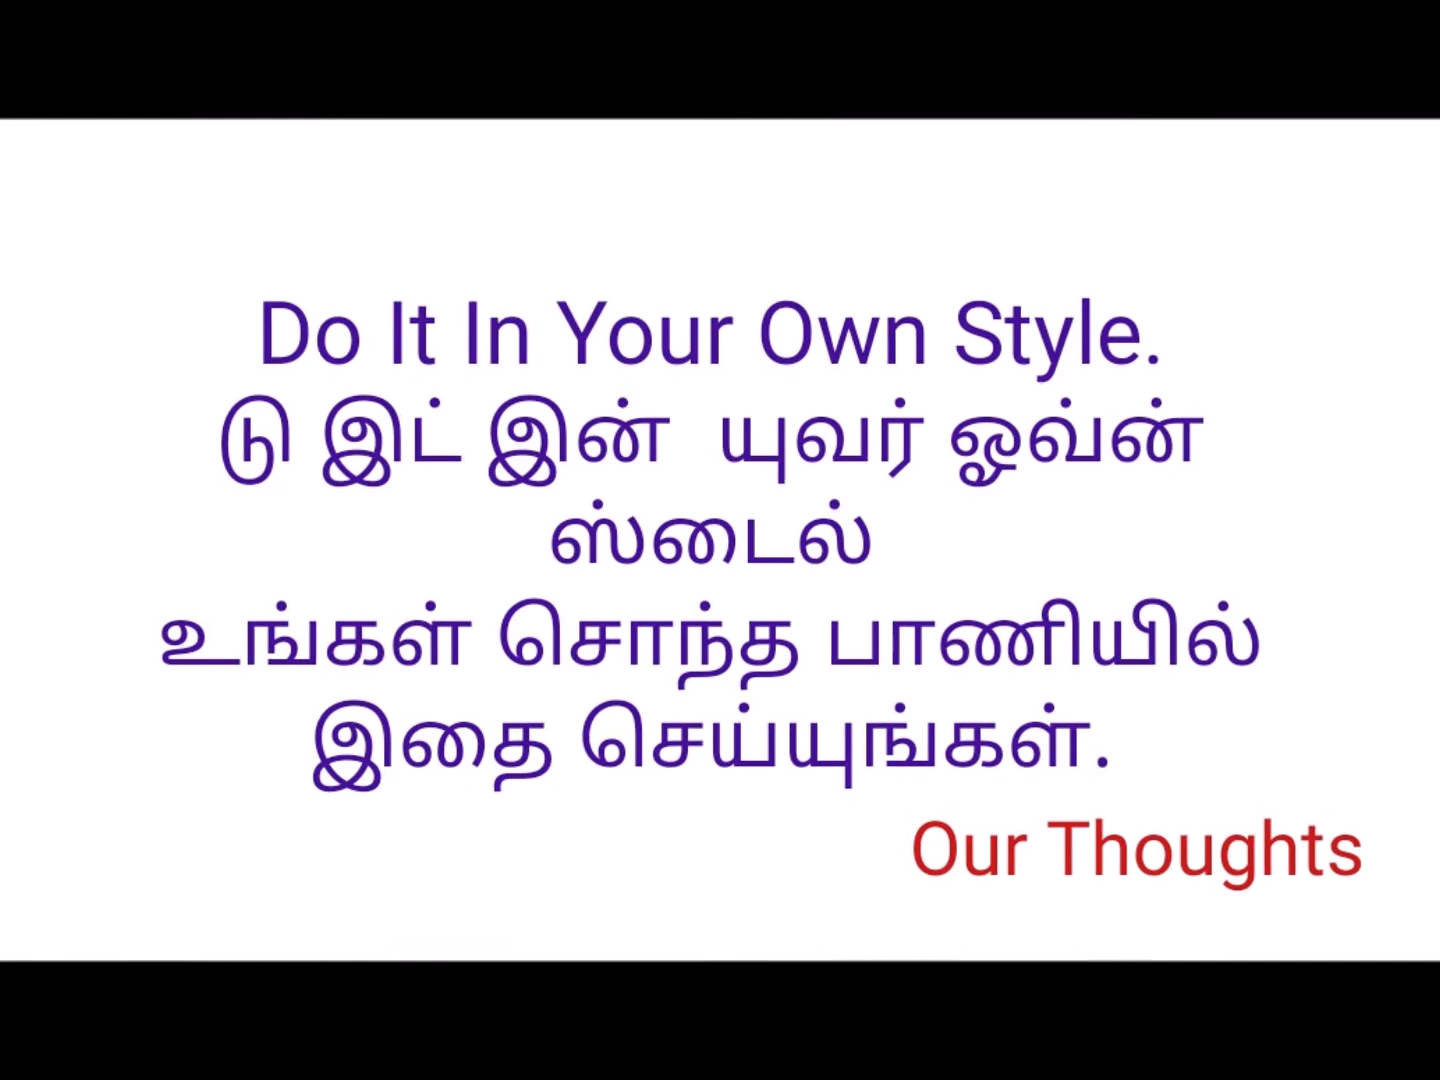 Do It In Your Own Style.
டு இட் இன்  யுவர் ஓவ்ன்
ஸ்டைல்
உங்கள் சொந்த பாணியில்
இதை செய்யுங்கள்.
Our Thoughts